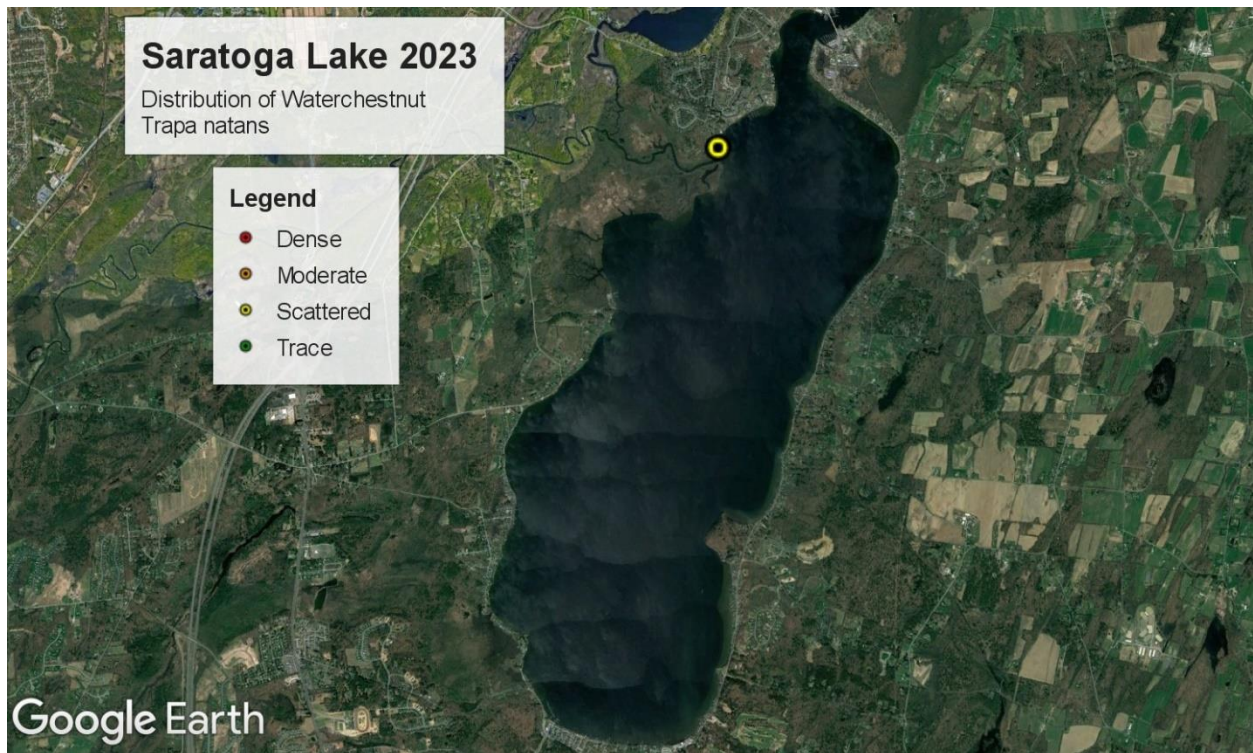 Saratoga Lake 2023
Distribution of Waterchestnut
Trapa natans
Legend
Dense
Moderate
Scattered
Trace
Google Earth